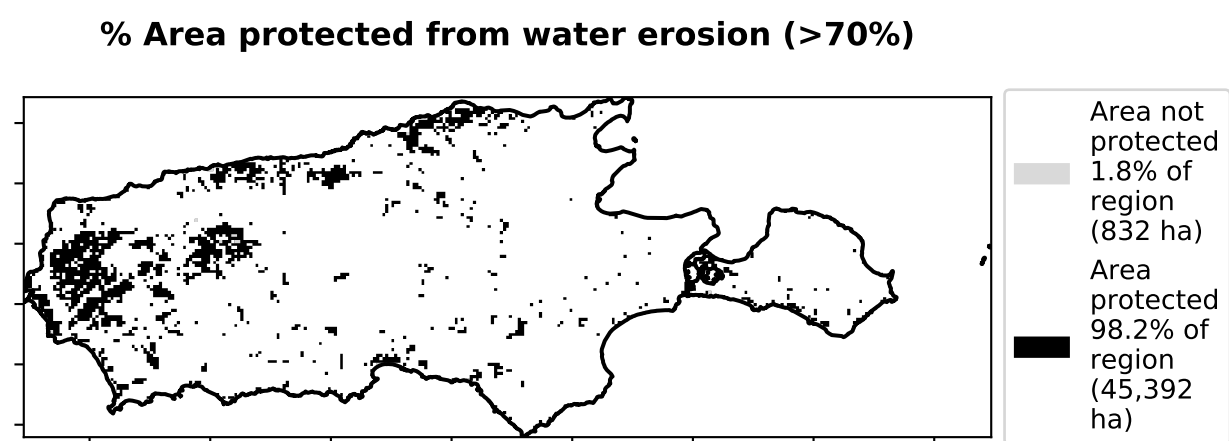 % Area protected from water erosion (>70%)
Area not
protected
1.8% of
region
(832 ha)
Area
protected
98.2% of
region
(45,392
ha)